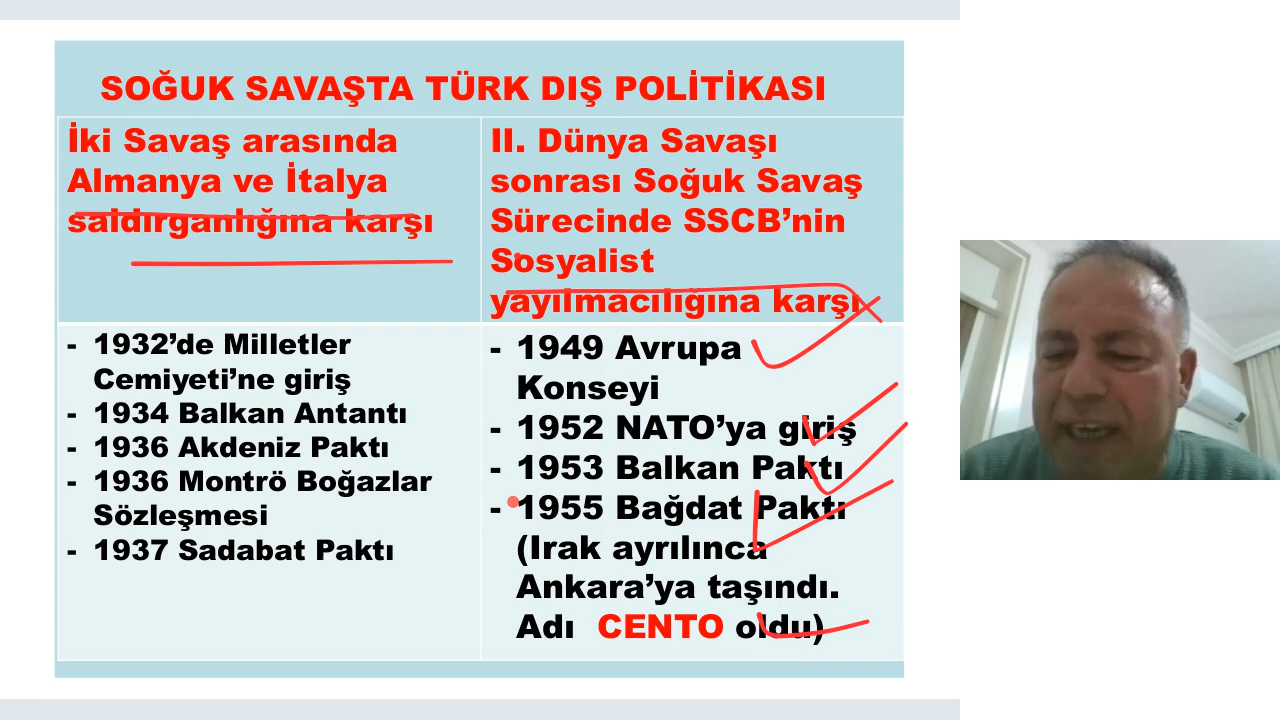 SOĞUK SAVAŞTA TÜRK DIŞ POLİTİKASI
İki Savaş arasında
Almanya ve İtalya
saldırganlığına karşı
II. Dünya Savaşı
sonrası Soğuk Savaş
Sürecinde SSCB’nin
Sosyalist
yayılmacılığına karşı
- 1932’de Milletler
Cemiyeti’ne giriş
- 1934 Balkan Antantı
- 1936 Akdeniz Paktı
- 1936 Montrö Boğazlar
Sözleşmesi
- 1937 Sadabat Paktı
- 1949 Avrupa
Konseyi
- 1952 NATO’ya giriş
- 1953 Balkan Paktı
- 1955 Bağdat Paktı
(Irak ayrılınca
Ankara’ya taşındı.
Adı CENTO oldu)